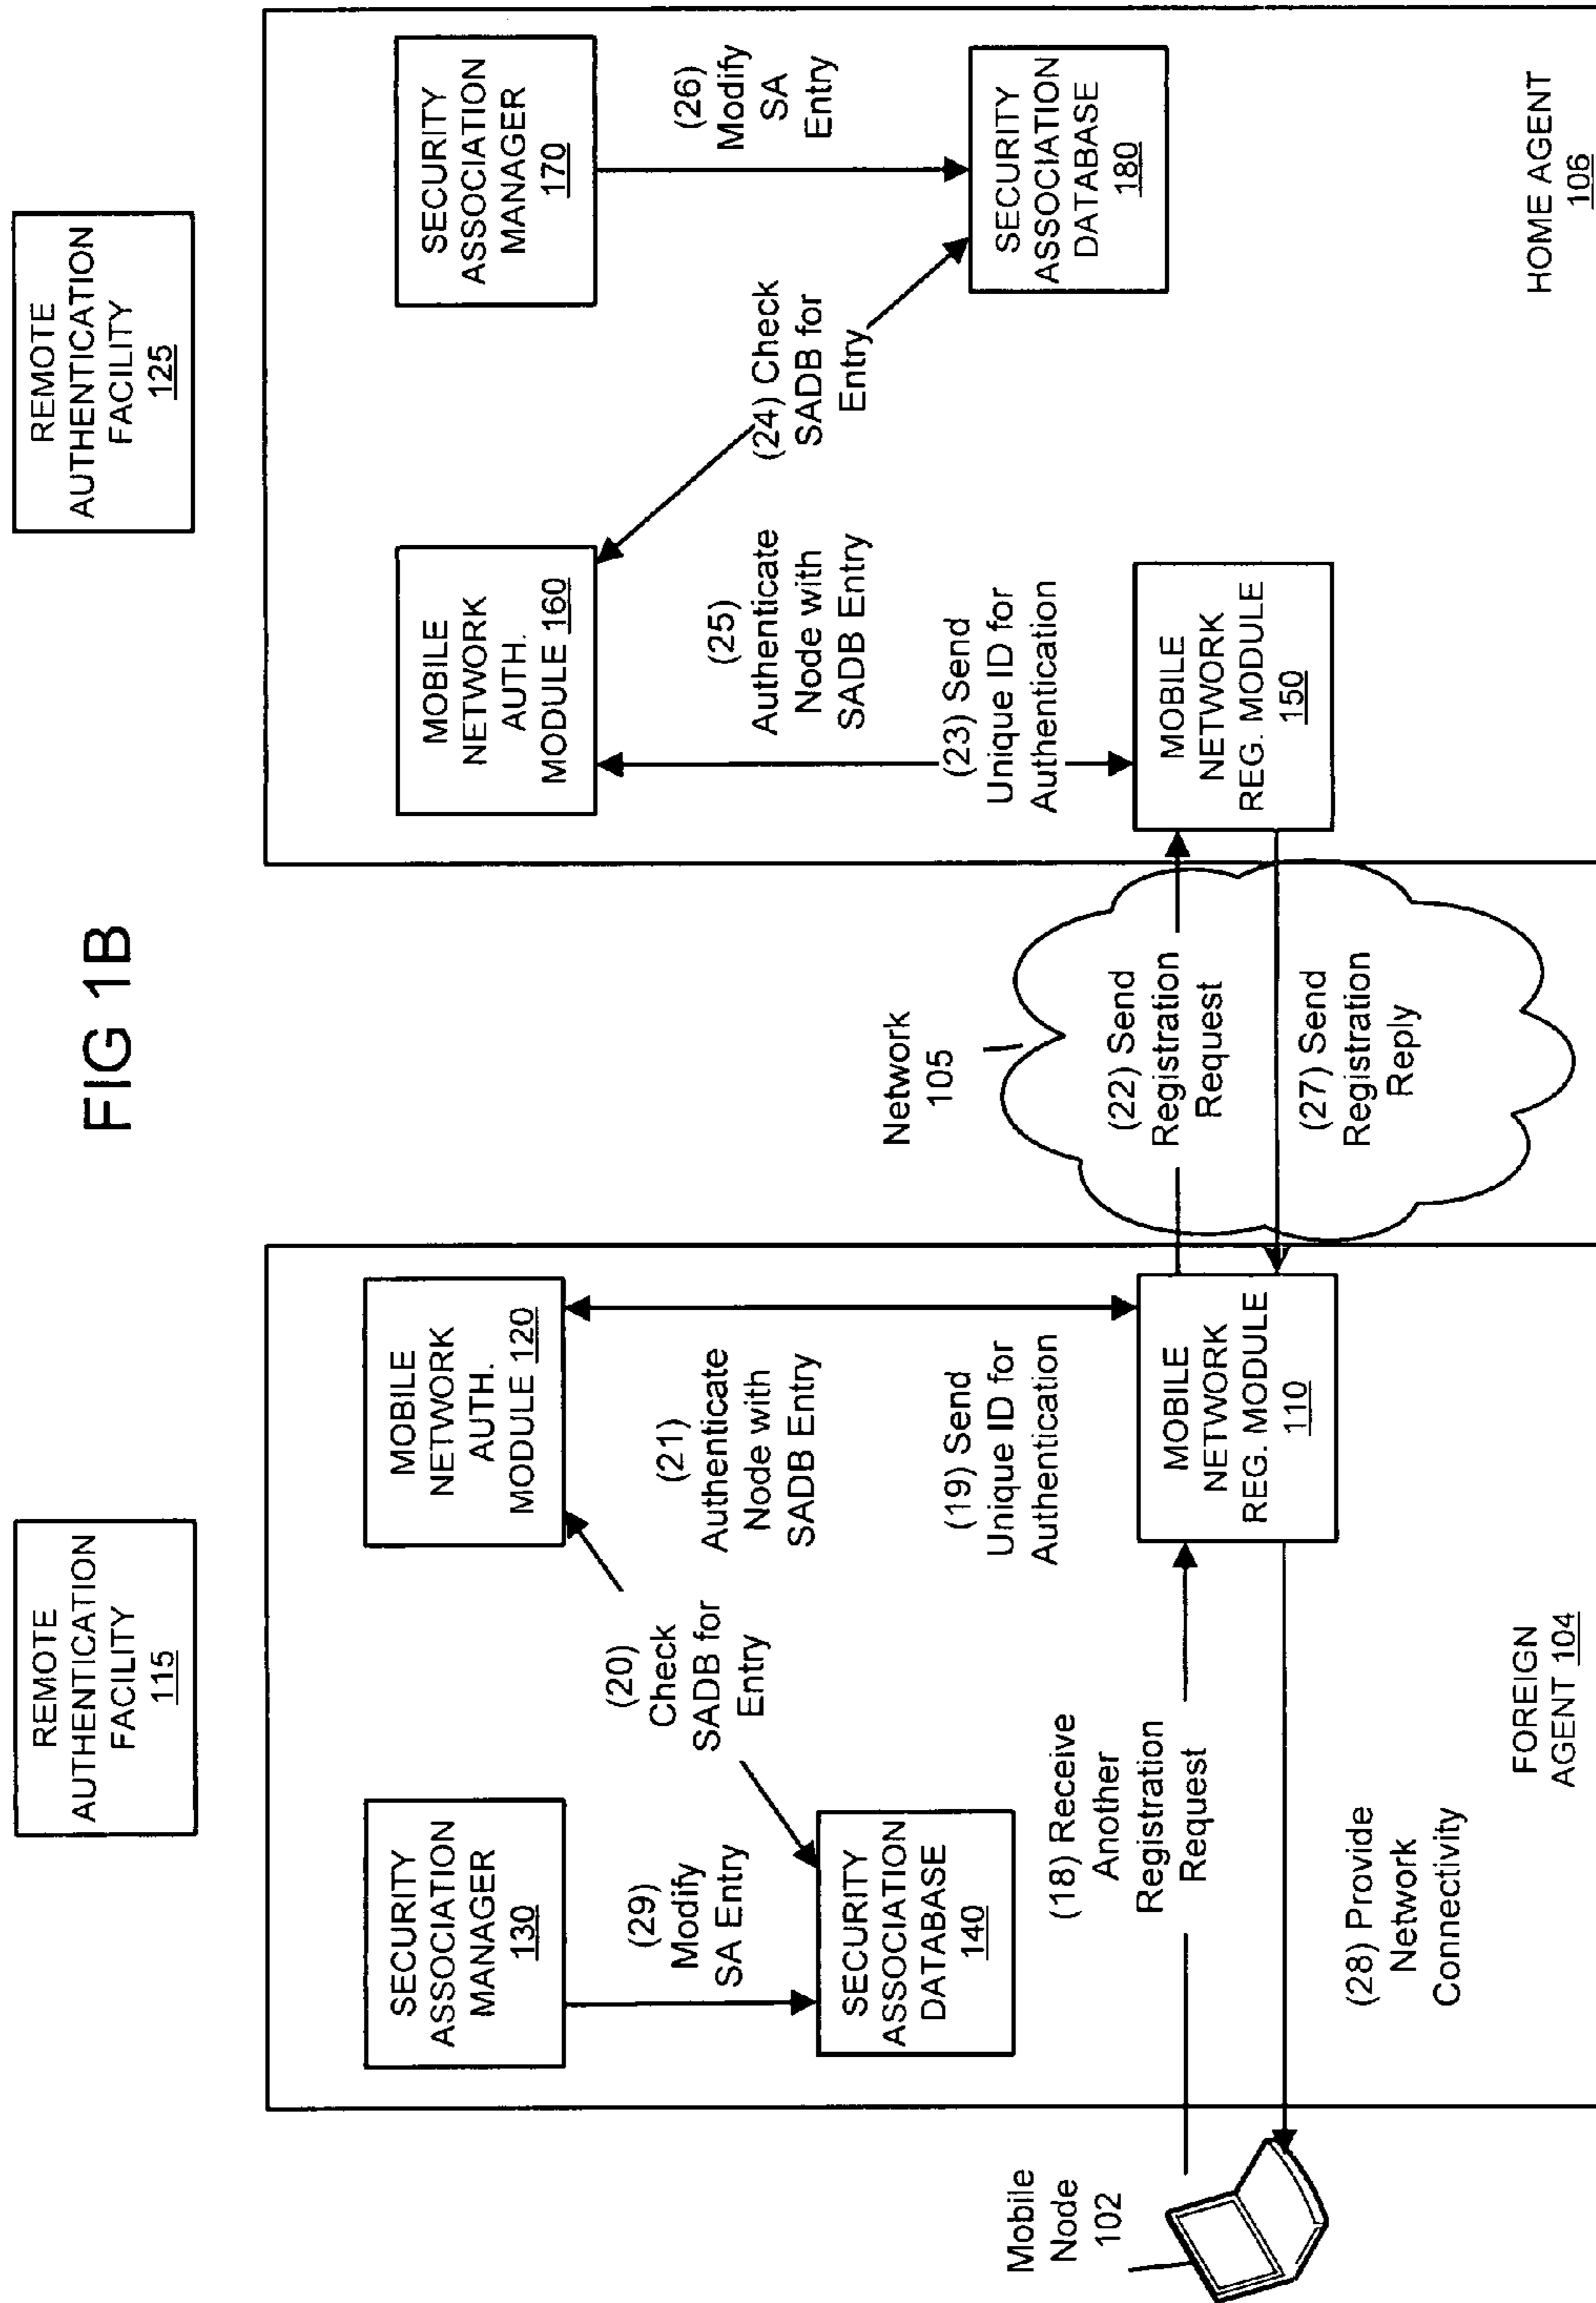 FIG 1B
REMOTE
AUTHENTICATION
FACILITY
115
REMOTE
AUTHENTICATION
FACILITY
125
SECURITY
ASSOCIATION
MANAGER
130
(29)
Modify
SA Entry
SECURITY
ASSOCIATION
DATABASE
140
(20)
Check
SADB for
Entry
MOBILE
NETWORK
AUTH.
MODULE 120
(21)
Authenticate
Node with
SADB Entry
(19) Send
Unique ID for
Authentication
MOBILE
NETWORK
REG. MODULE
110
(18) Receive
Another
Registration
Request
(28) Provide
Network
Connectivity
FOREIGN
AGENT 104
Mobile
Node
102
Network
105
(22) Send
Registration
Request
(27) Send
Registration
Reply
MOBILE
NETWORK
AUTH.
MODULE 160
(25)
Authenticate
Node with
SADB Entry
(23) Send
Unique ID for
Authentication
MOBILE
NETWORK
REG. MODULE
150
(24) Check
SADB for
Entry
SECURITY
ASSOCIATION
MANAGER
170
(26)
Modify
SA
Entry
SECURITY
ASSOCIATION
DATABASE
180
HOME AGENT
106